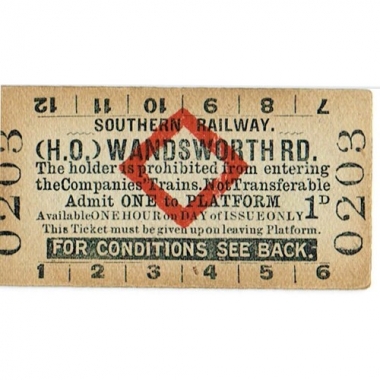 12 11 10 9 8 7
SOUTHERN RAILWAY.
(H.O.) WANDSWORTH RD.
The holder is prohibited from entering
the Companies' Trains. Not Transferable
Admit ONE to PLATFORM 1D
Available ONE HOUR on DAY of ISSUE ONLY
This Ticket must be given upon leaving Platform.
FOR CONDITIONS SEE BACK.
1 2 3 4 5 6
0203
0203